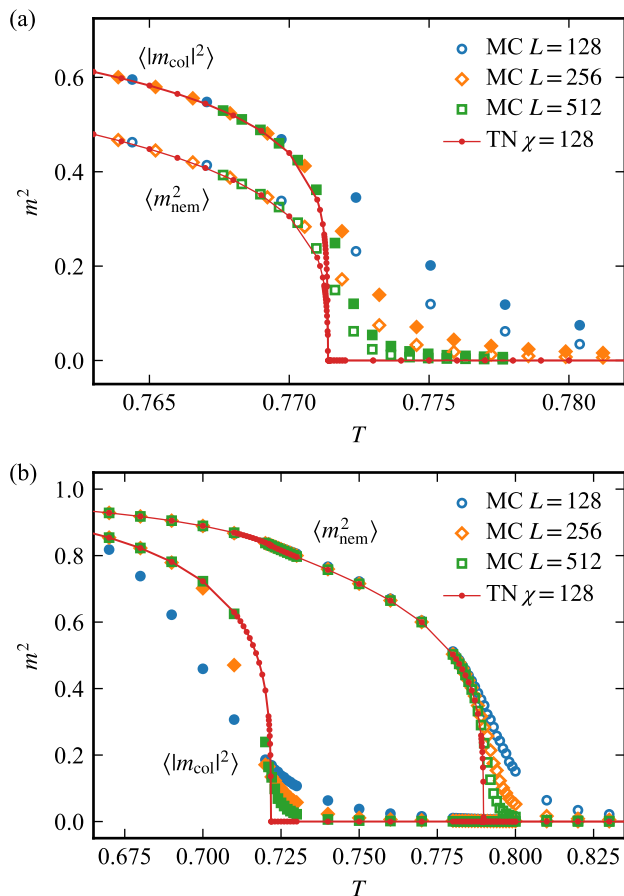 (a)
⟨|m_col|²⟩
MC L = 128
MC L = 256
MC L = 512
TN χ = 128
⟨m²_nem⟩
m²
0.6
0.4
0.2
0.0
0.765 0.770 0.775 0.780
T
(b)
1.0
⟨m²_nem⟩
MC L = 128
MC L = 256
MC L = 512
TN χ = 128
0.8
0.6
m²
0.4
⟨|m_col|²⟩
0.2
0.0
0.675 0.700 0.725 0.750 0.775 0.800 0.825
T